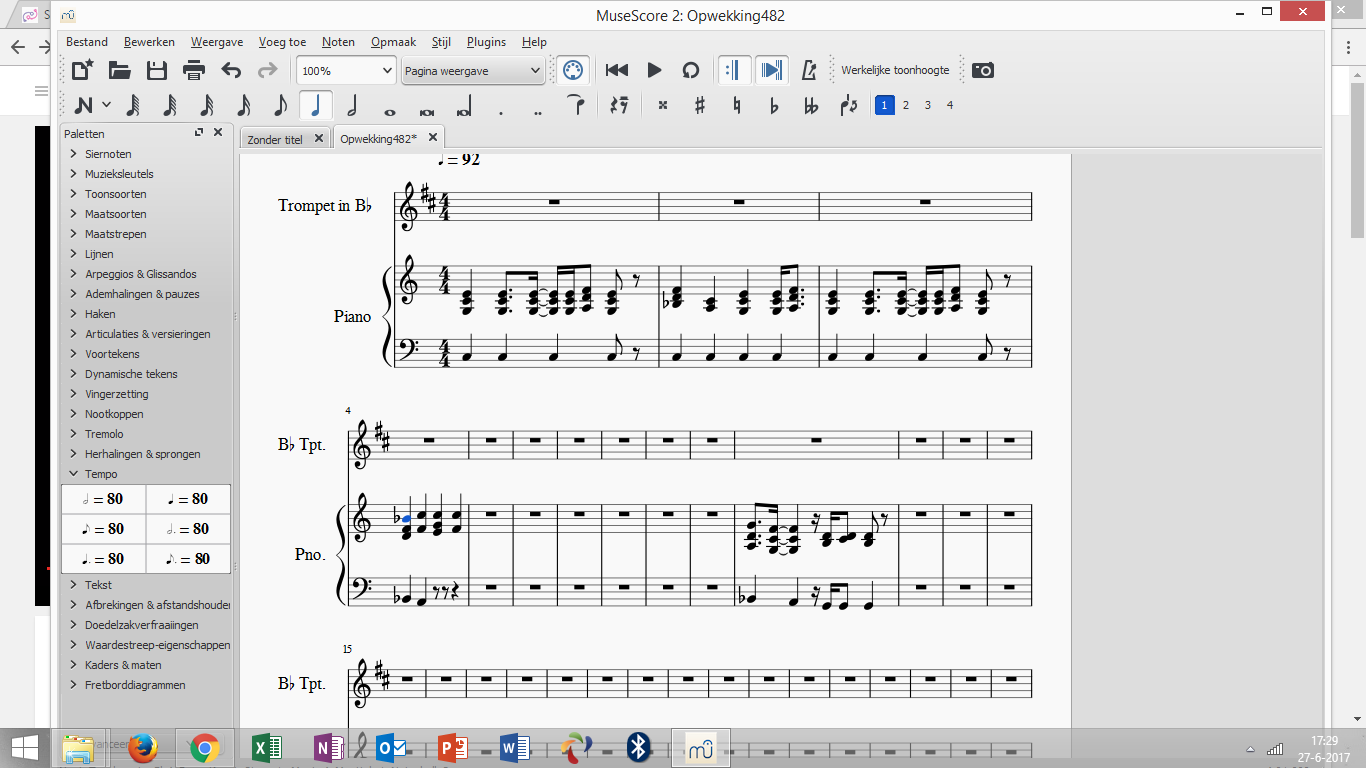 S
MuseScore 2: Opwekking482
Bestand Bewerken Weergave Voeg toe Noten Opmaak Stijl Plugins Help
100% Pagina weergave Werkelijke toonhoogte
1 2 3 4
Paletten
Zonder titel Opwekking482*
Siernoten
Muzieksleutels
Toonsoorten
Maatsoorten
Maatstrepen
Lijnen
Arpeggios & Glissandos
Ademhalingen & pauzes
Haken
Articulaties & versieringen
Voortekens
Dynamische tekens
Vingerzetting
Nootkoppen
Tremolo
Herhalingen & sprongen
Tempo
𝅗𝅥 = 80 ♩ = 80
♪ = 80 𝅗𝅥. = 80
♩. = 80 ♪. = 80
Tekst
Afbrekingen & afstandshouder
Doedelzakverfraaiingen
Waardestreep-eigenschappen
Kaders & maten
Fretborddiagrammen
♩ = 92
Trompet in B♭
Piano
4
B♭ Tpt.
Pno.
15
B♭ Tpt.
17:29
27-6-2017